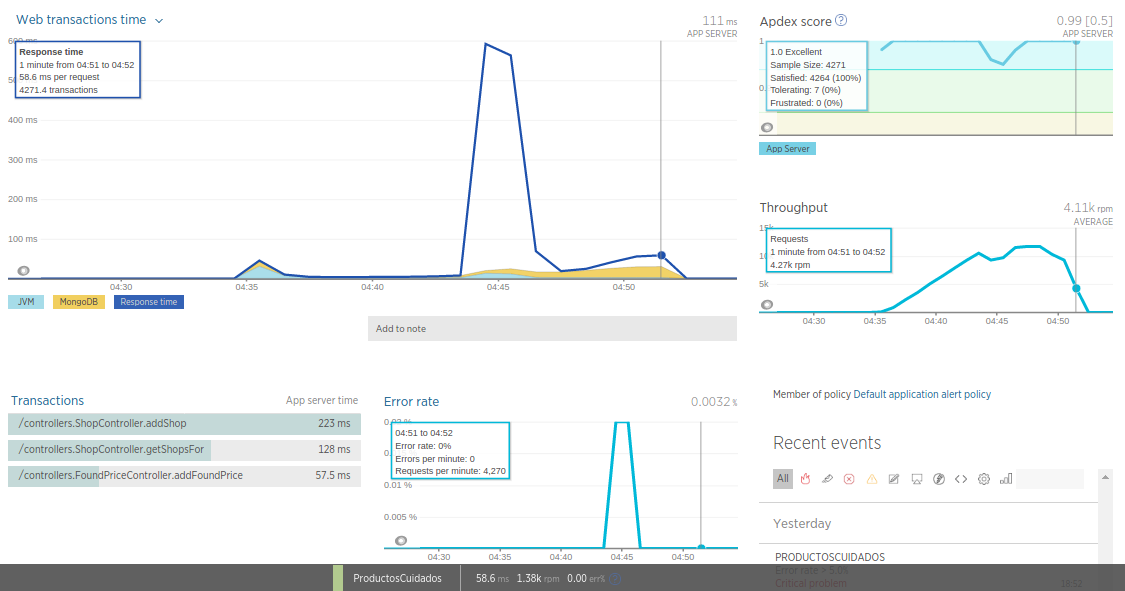 Web transactions time
111 ms
APP SERVER
Response time
1 minute from 04:51 to 04:52
58.6 ms per request
4271.4 transactions
400 ms
300 ms
200 ms
100 ms
04:30 04:35 04:40 04:45 04:50
JVM MongoDB Response time
Add to note
Apdex score ?
0.99 [0.5]
APP SERVER
1
1.0 Excellent
Sample Size: 4271
Satisfied: 4264 (100%)
Tolerating: 7 (0%)
Frustrated: 0 (0%)
App Server
Throughput
4.11k rpm
AVERAGE
Requests
1 minute from 04:51 to 04:52
4.27k rpm
5k
04:30 04:35 04:40 04:45 04:50
Transactions
App server time
/controllers.ShopController.addShop 223 ms
/controllers.ShopController.getShopsFor 128 ms
/controllers.FoundPriceController.addFoundPrice 57.5 ms
Error rate
0.0032 %
04:51 to 04:52
Error rate: 0%
Errors per minute: 0
Requests per minute: 4,270
0.01 %
0.005 %
04:30 04:35 04:40 04:45 04:50
Member of policy Default application alert policy
Recent events
All
Yesterday
PRODUCTOSCUIDADOS
Error rate > 5.0%
Critical problem 18:52
ProductosCuidados 58.6 ms 1.38k rpm 0.00 err% ?